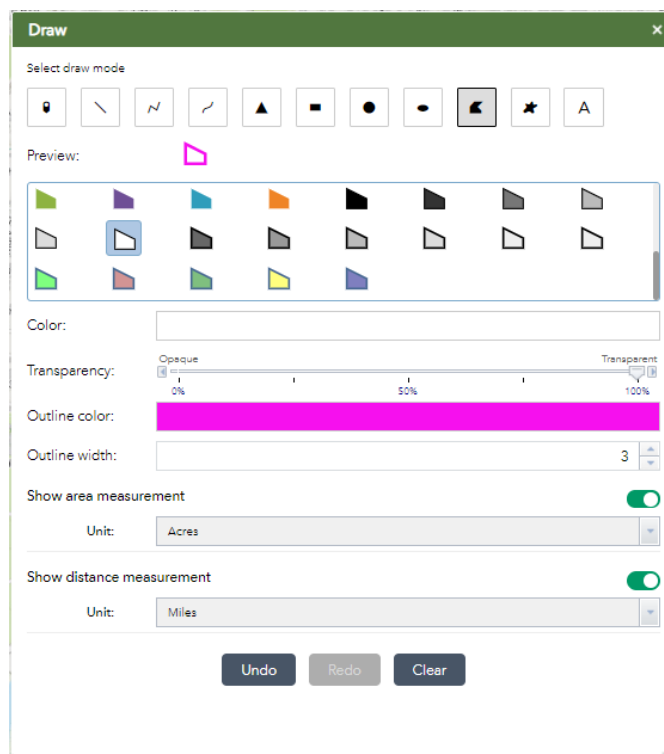 Draw ×
Select draw mode
A
Preview:
Color:
Opaque Transparent
Transparency:
0% 50% 100%
Outline color:
Outline width: 3
Show area measurement
Unit: Acres
Show distance measurement
Unit: Miles
Undo Redo Clear